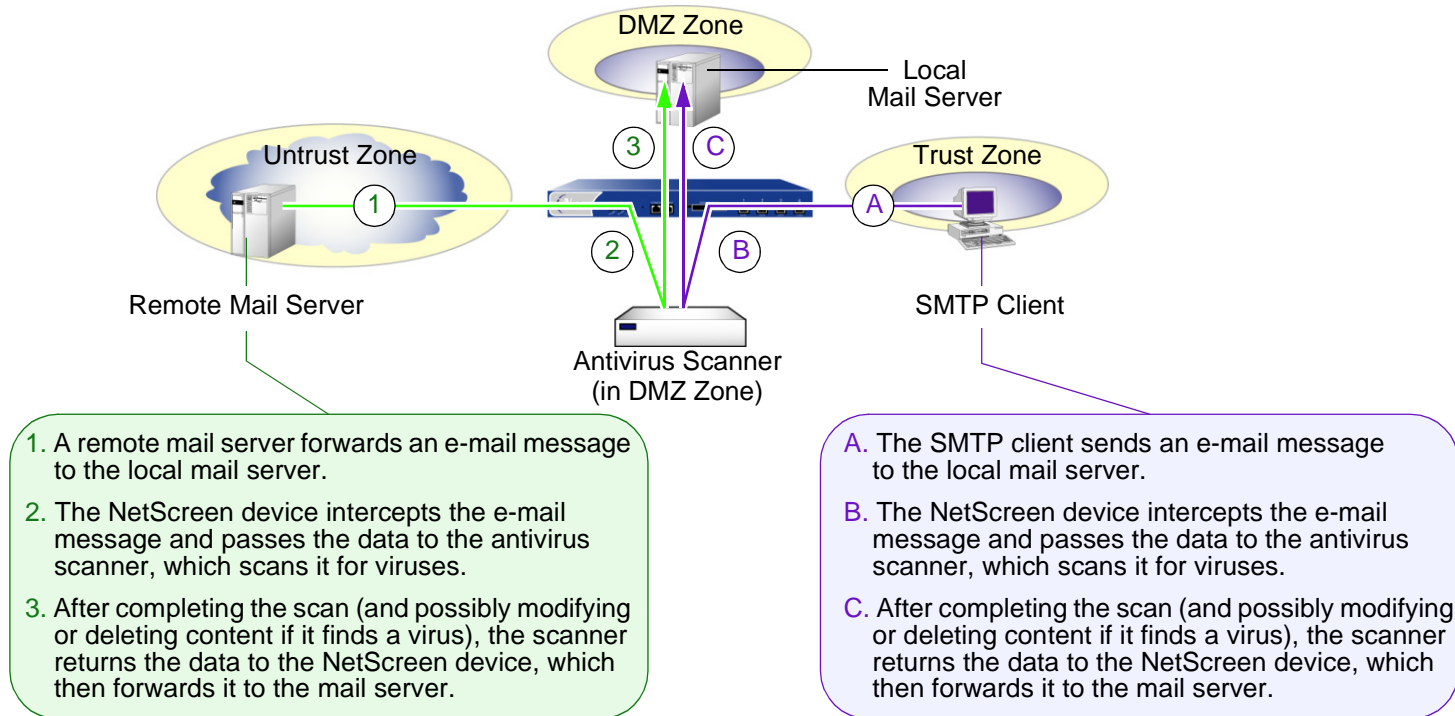 DMZ Zone
Local
Mail Server
3
C
Untrust Zone
Trust Zone
1
A
2
B
Remote Mail Server
SMTP Client
Antivirus Scanner
(in DMZ Zone)
1. A remote mail server forwards an e-mail message
to the local mail server.
2. The NetScreen device intercepts the e-mail
message and passes the data to the antivirus
scanner, which scans it for viruses.
3. After completing the scan (and possibly modifying
or deleting content if it finds a virus), the scanner
returns the data to the NetScreen device, which
then forwards it to the mail server.
A. The SMTP client sends an e-mail message
to the local mail server.
B. The NetScreen device intercepts the e-mail
message and passes the data to the antivirus
scanner, which scans it for viruses.
C. After completing the scan (and possibly modifying
or deleting content if it finds a virus), the scanner
returns the data to the NetScreen device, which
then forwards it to the mail server.